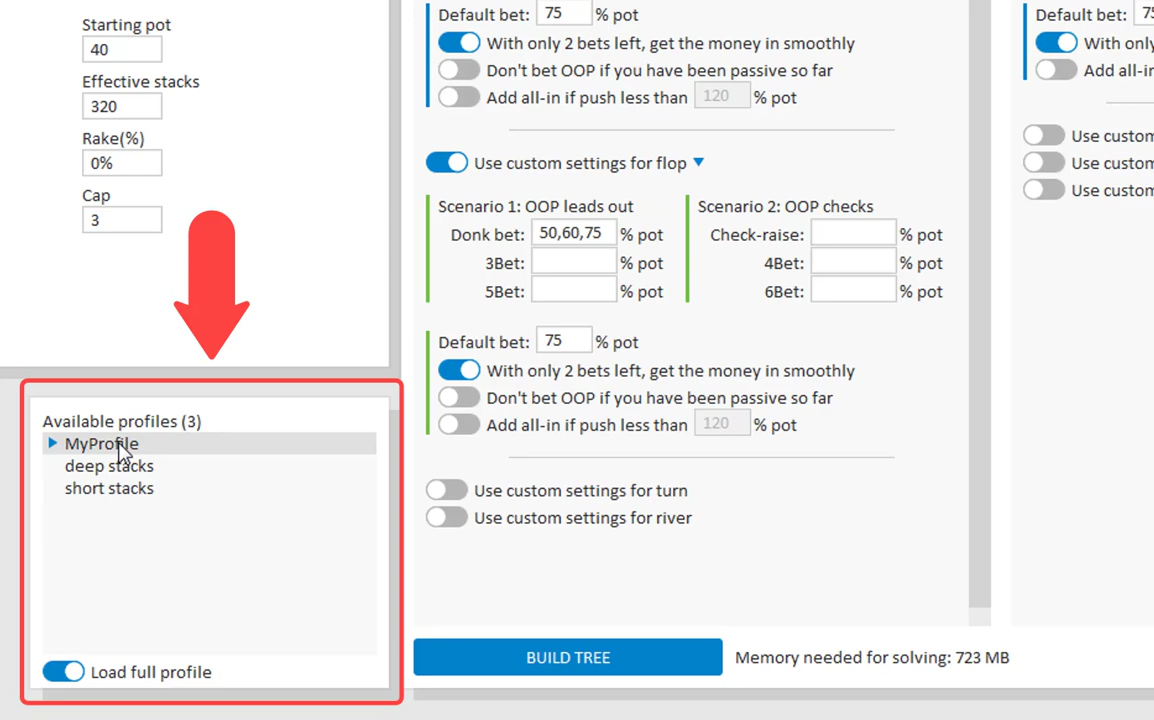 Starting pot
40
Effective stacks
320
Rake(%)
0%
Cap
3
Available profiles (3)
MyProfile
deep stacks
short stacks
Load full profile
Default bet: 75 % pot
With only 2 bets left, get the money in smoothly
Don't bet OOP if you have been passive so far
Add all-in if push less than 120 % pot
Use custom settings for flop
Scenario 1: OOP leads out
Donk bet: 50,60,75 % pot
3Bet: % pot
5Bet: % pot
Scenario 2: OOP checks
Check-raise: % pot
4Bet: % pot
6Bet: % pot
Default bet: 75 % pot
With only 2 bets left, get the money in smoothly
Don't bet OOP if you have been passive so far
Add all-in if push less than 120 % pot
Use custom settings for turn
Use custom settings for river
BUILD TREE
Memory needed for solving: 723 MB
Default bet: 75
With only
Add all-in
Use custom
Use custom
Use custom